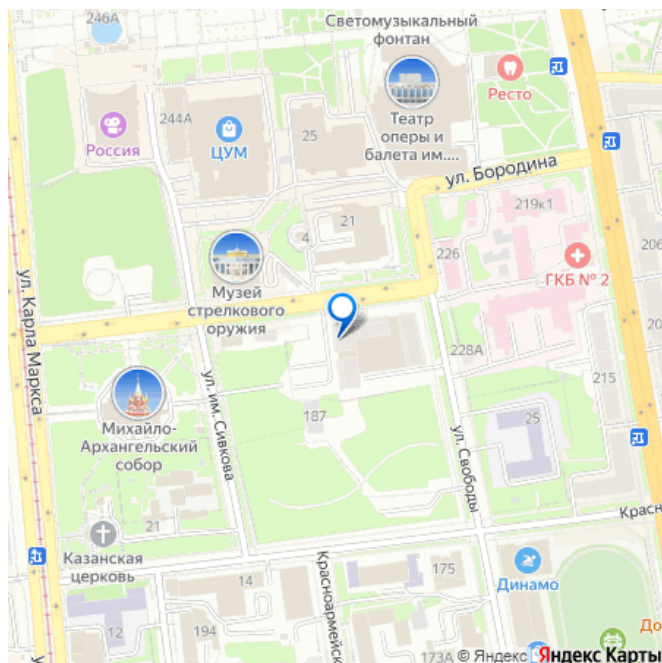 246А
Светомузыкальный
фонтан
Ресто
Театр
оперы и
балета им....
244А
Россия
ЦУМ
25
ул. Бородина
219к1
21
4
226
206
ГКБ № 2
Музей
стрелкового
оружия
ул. Карла Маркса
228А
215
Михайло-
Архангельский
собор
ул. им. Сивкова
187
25
ул. Свободы
21
Казанская
церковь
Красн
14
175
Динамо
Красноармейск
12
194
173А
До
© Яндекс
Яндекс Карты